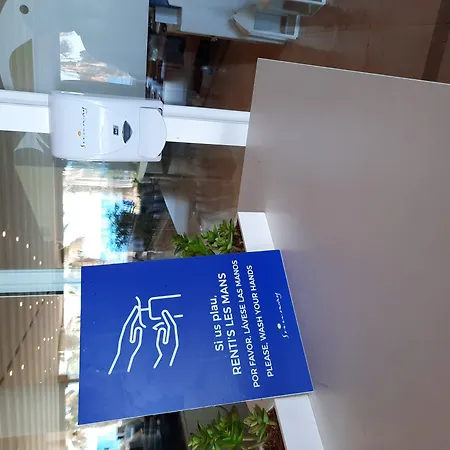 Si us plau,
RENTI'S LES MANS
POR FAVOR, LÁVESE LAS MANOS
PLEASE, WASH YOUR HANDS